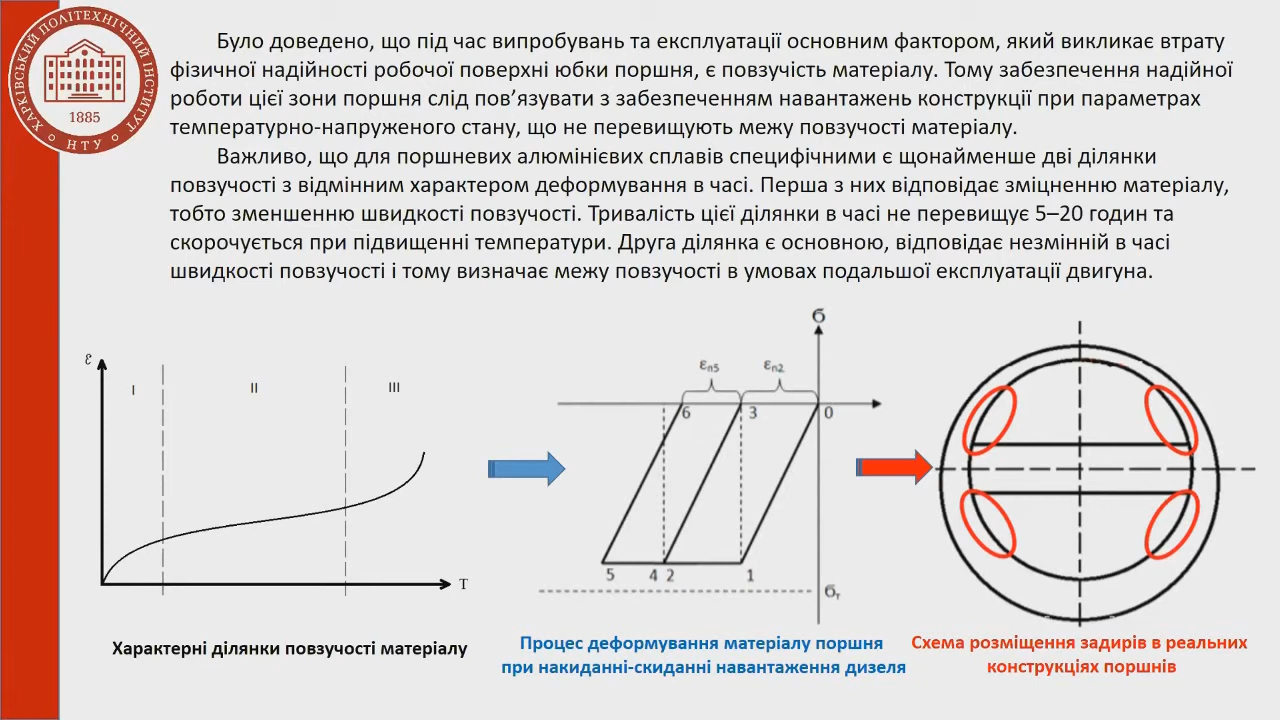 ХАРКІВСЬКИЙ ПОЛІТЕХНІЧНИЙ ІНСТИТУТ
1885
НТУ
Було доведено, що під час випробувань та експлуатації основним фактором, який викликає втрату
фізичної надійності робочої поверхні юбки поршня, є повзучість матеріалу. Тому забезпечення надійної
роботи цієї зони поршня слід пов’язувати з забезпеченням навантажень конструкції при параметрах
температурно-напруженого стану, що не перевищують межу повзучості матеріалу.
Важливо, що для поршневих алюмінієвих сплавів специфічними є щонайменше дві ділянки
повзучості з відмінним характером деформування в часі. Перша з них відповідає зміцненню матеріалу,
тобто зменшенню швидкості повзучості. Тривалість цієї ділянки в часі не перевищує 5–20 годин та
скорочується при підвищенні температури. Друга ділянка є основною, відповідає незмінній в часі
швидкості повзучості і тому визначає межу повзучості в умовах подальшої експлуатації двигуна.
ε
I
II
III
T
Характерні ділянки повзучості матеріалу
б
εп5
εп2
6
3
0
5
4
2
1
бт
Процес деформування матеріалу поршня
при накиданні-скиданні навантаження дизеля
Схема розміщення задирів в реальних
конструкціях поршнів